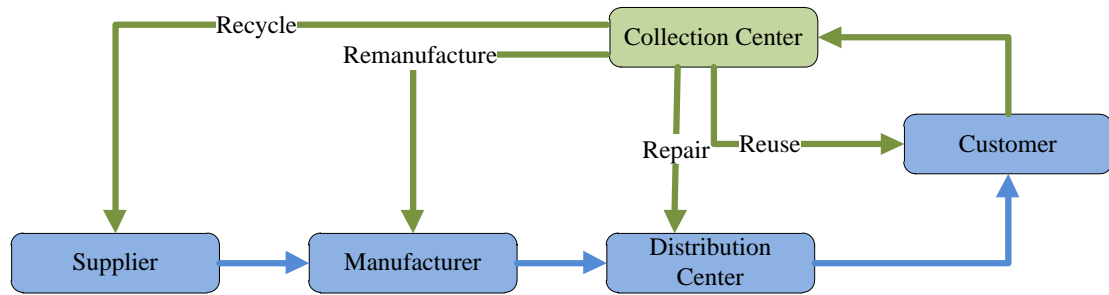 Recycle
Collection Center
Remanufacture
Repair
Reuse
Customer
Supplier
Manufacturer
Distribution
Center